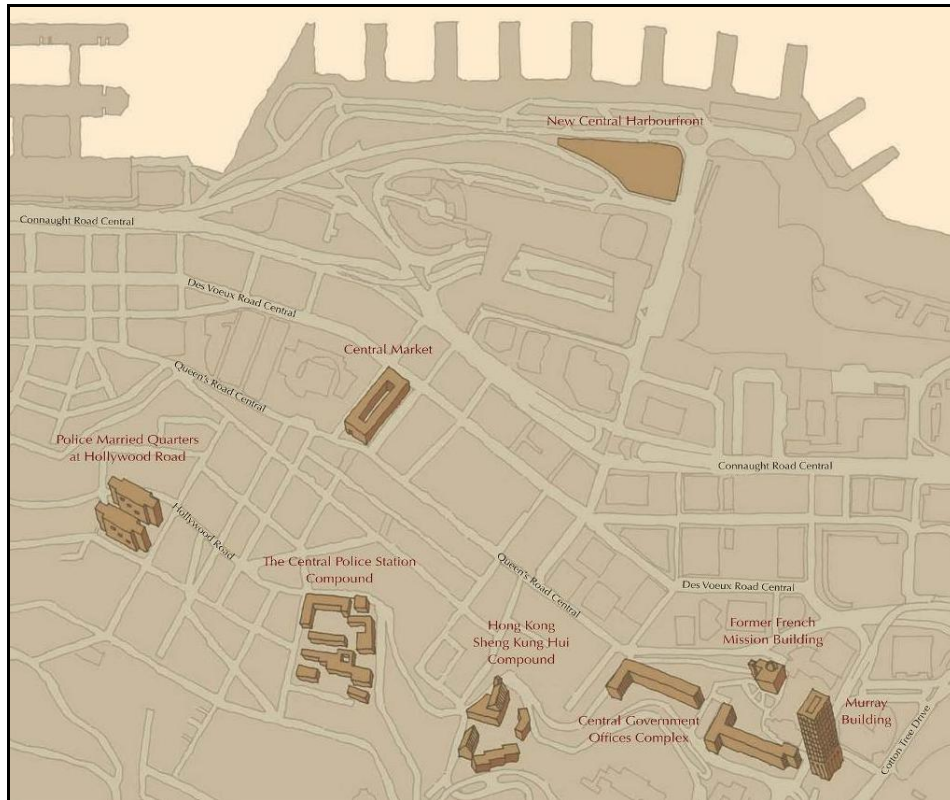 New Central Harbourfront
Connaught Road Central
Des Voeux Road Central
Central Market
Queen's Road Central
Police Married Quarters
at Hollywood Road
Connaught Road Central
Hollywood Road
The Central Police Station
Compound
Queen's Road Central
Des Voeux Road Central
Hong Kong
Sheng Kung Hui
Compound
Former French
Mission Building
Central Government
Offices Complex
Murray
Building
Cotton Tree Drive